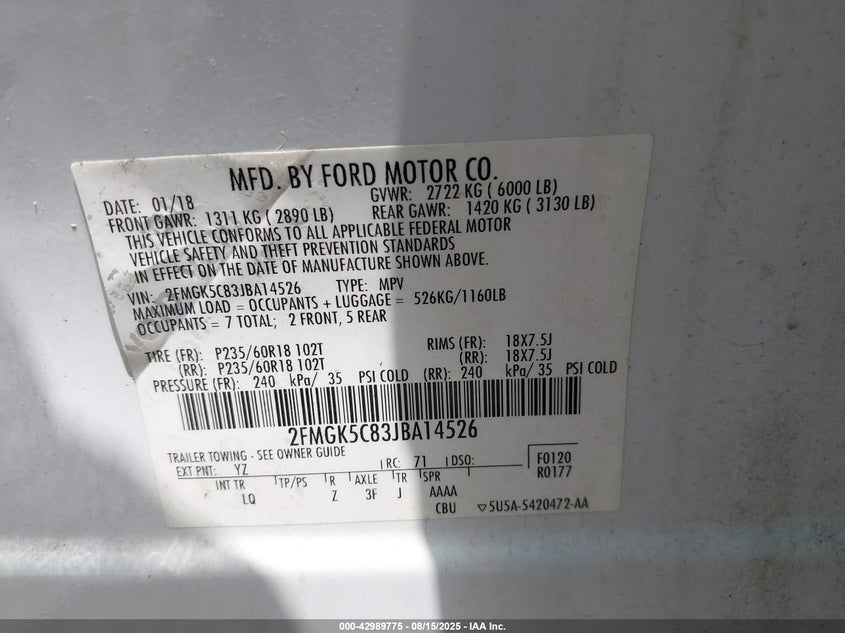 MFD. BY FORD MOTOR CO.
DATE: 01/18 GVWR: 2722 KG ( 6000 LB)
FRONT GAWR: 1311 KG ( 2890 LB) REAR GAWR: 1420 KG ( 3130 LB)
THIS VEHICLE CONFORMS TO ALL APPLICABLE FEDERAL MOTOR
VEHICLE SAFETY AND THEFT PREVENTION STANDARDS
IN EFFECT ON THE DATE OF MANUFACTURE SHOWN ABOVE.
VIN: 2FMGK5C83JBA14526 TYPE: MPV
MAXIMUM LOAD = OCCUPANTS + LUGGAGE = 526KG/1160LB
OCCUPANTS = 7 TOTAL; 2 FRONT, 5 REAR
TIRE (FR): P235/60R18 102T RIMS (FR): 18X7.5J
(RR): P235/60R18 102T (RR): 18X7.5J
PRESSURE (FR): 240 kPa/ 35 PSI COLD (RR): 240 kPa/ 35 PSI COLD
2FMGK5C83JBA14526
TRAILER TOWING - SEE OWNER GUIDE
EXT PNT: YZ RC: 71 DSO: F0120
R0177
INT TR TP/PS R AXLE TR SPR
LQ Z 3F J AAAA
CBU ▽5U5A-5420472-AA
000-42989775 - 08/15/2025 - IAA Inc.